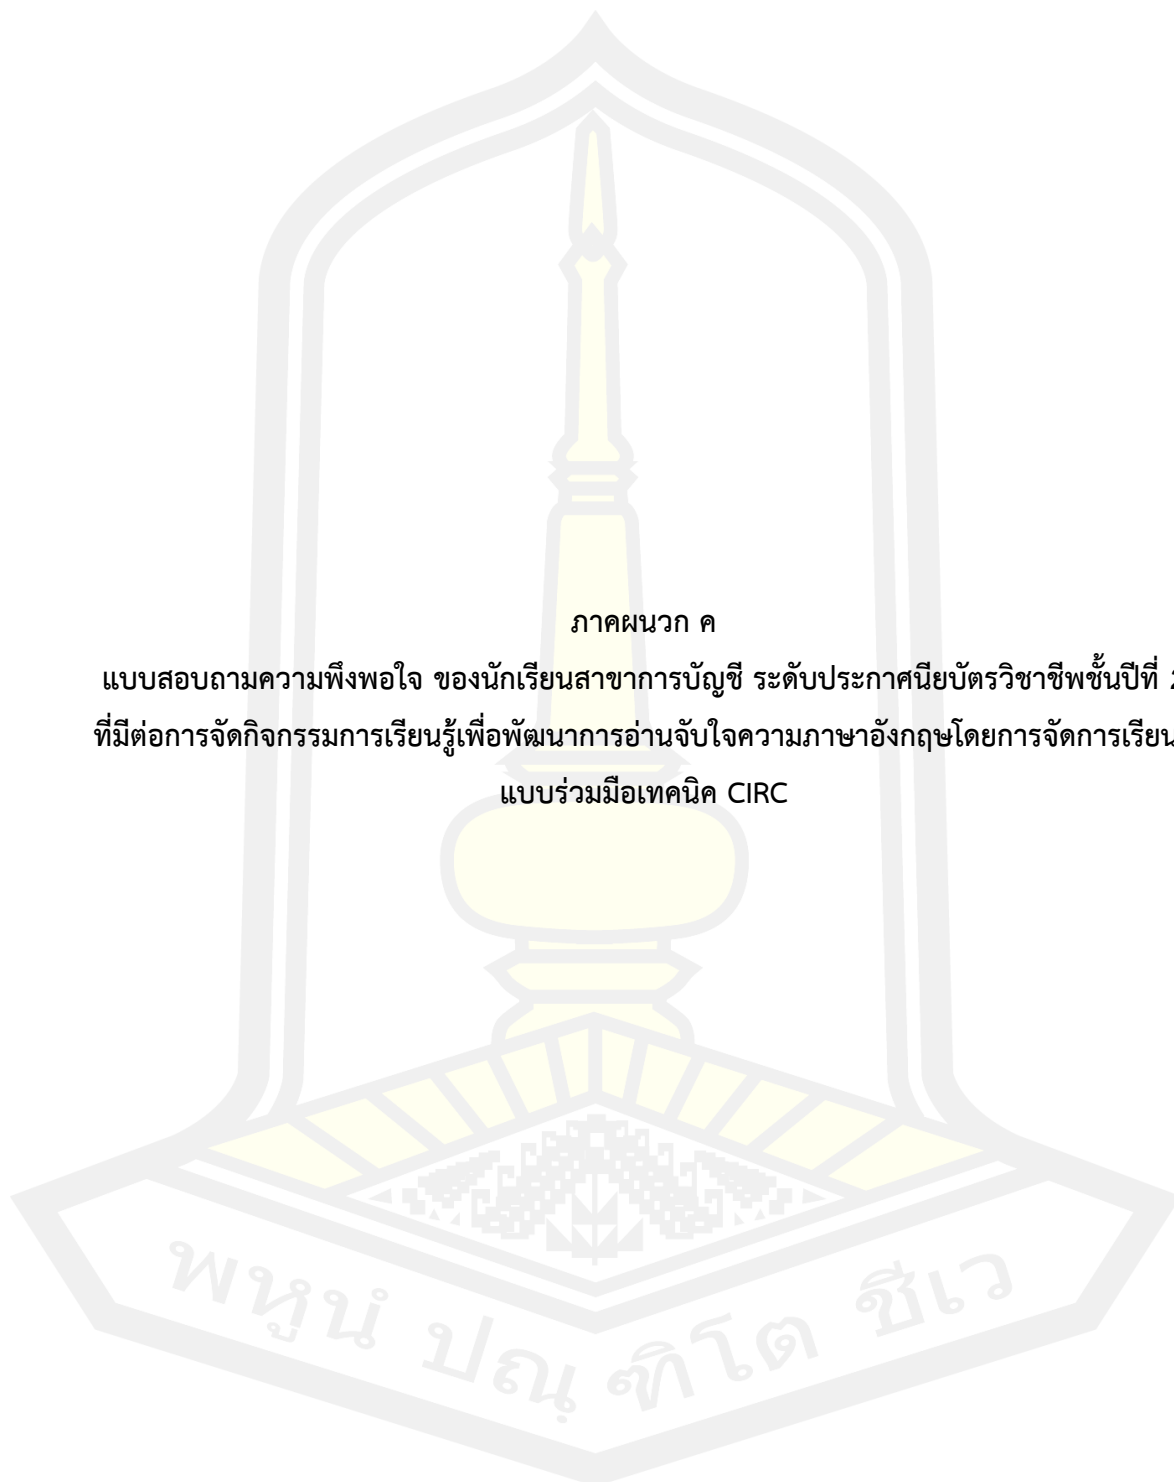 ภาคผนวก ค
แบบสอบถามความพึงพอใจ ของนักเรียนสาขาการบัญชี ระดับประกาศนียบัตรวิชาชีพชั้นปีที่
ที่มีต่อการจัดกิจกรรมการเรียนรู้เพื่อพัฒนาการอ่านจับใจความภาษาอังกฤษโดยการจัดการเรียน
แบบร่วมมือเทคนิค CIRC
พหูนํ ปณฺฑิโต ชีเว